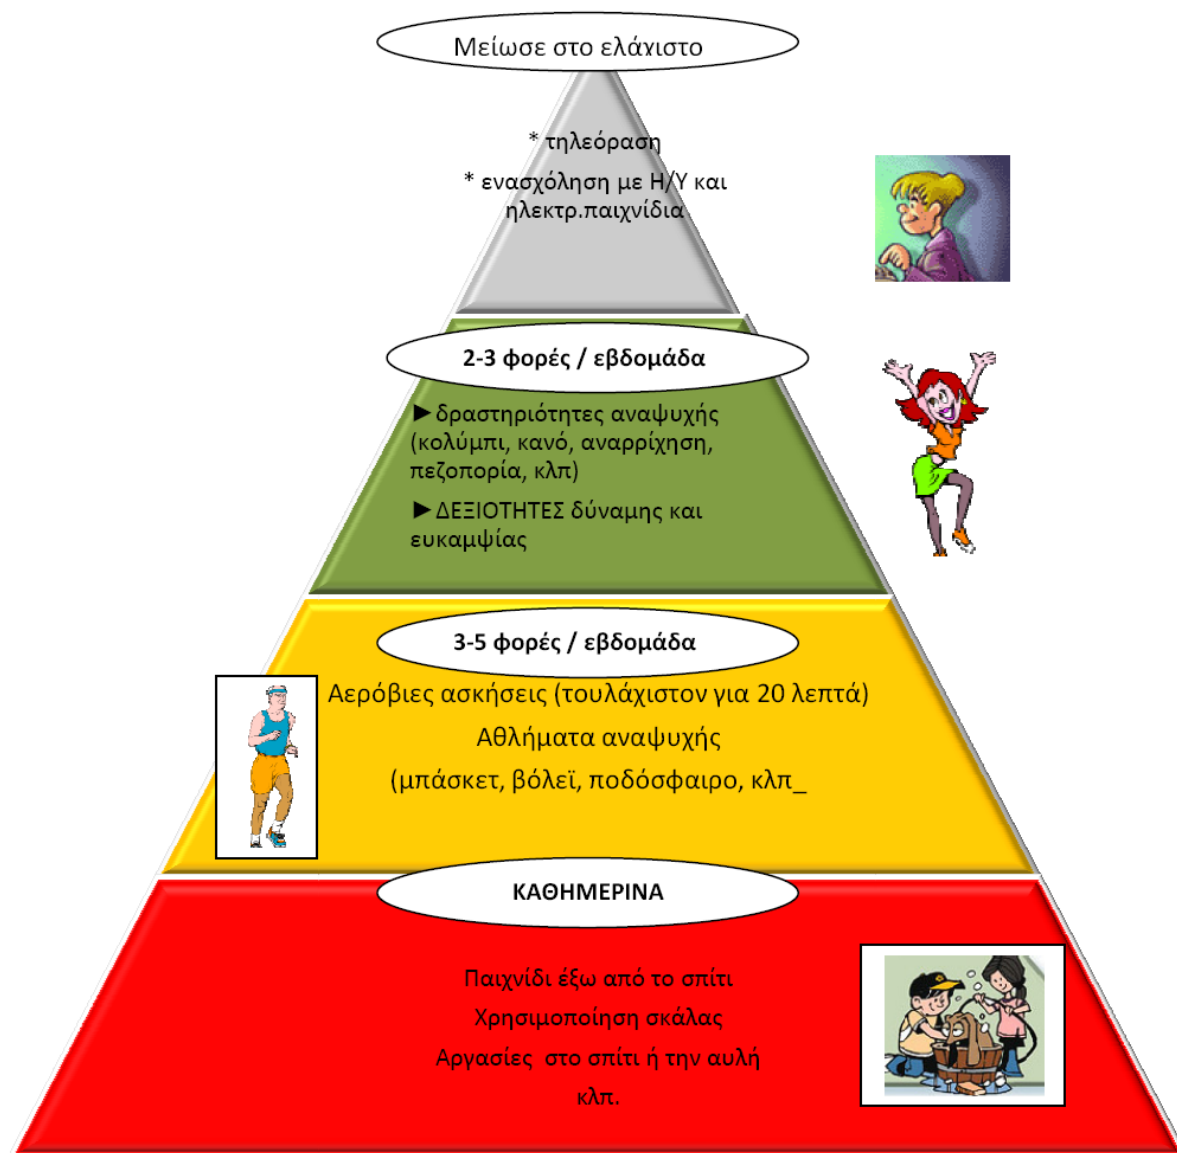 Μείωσε στο ελάχιστο
* τηλεόραση
* ενασχόληση με Η/Υ και
ηλεκτρ.παιχνίδια
2-3 φορές / εβδομάδα
►δραστηριότητες αναψυχής
(κολύμπι, κανό, αναρρίχηση,
πεζοπορία, κλπ)
►ΔΕΞΙΟΤΗΤΕΣ δύναμης και
ευκαμψίας
3-5 φορές / εβδομάδα
Αερόβιες ασκήσεις (τουλάχιστον για 20 λεπτά)
Αθλήματα αναψυχής
(μπάσκετ, βόλεϊ, ποδόσφαιρο, κλπ_
ΚΑΘΗΜΕΡΙΝΑ
Παιχνίδι έξω από το σπίτι
Χρησιμοποίηση σκάλας
Αργασίες στο σπίτι ή την αυλή
κλπ.